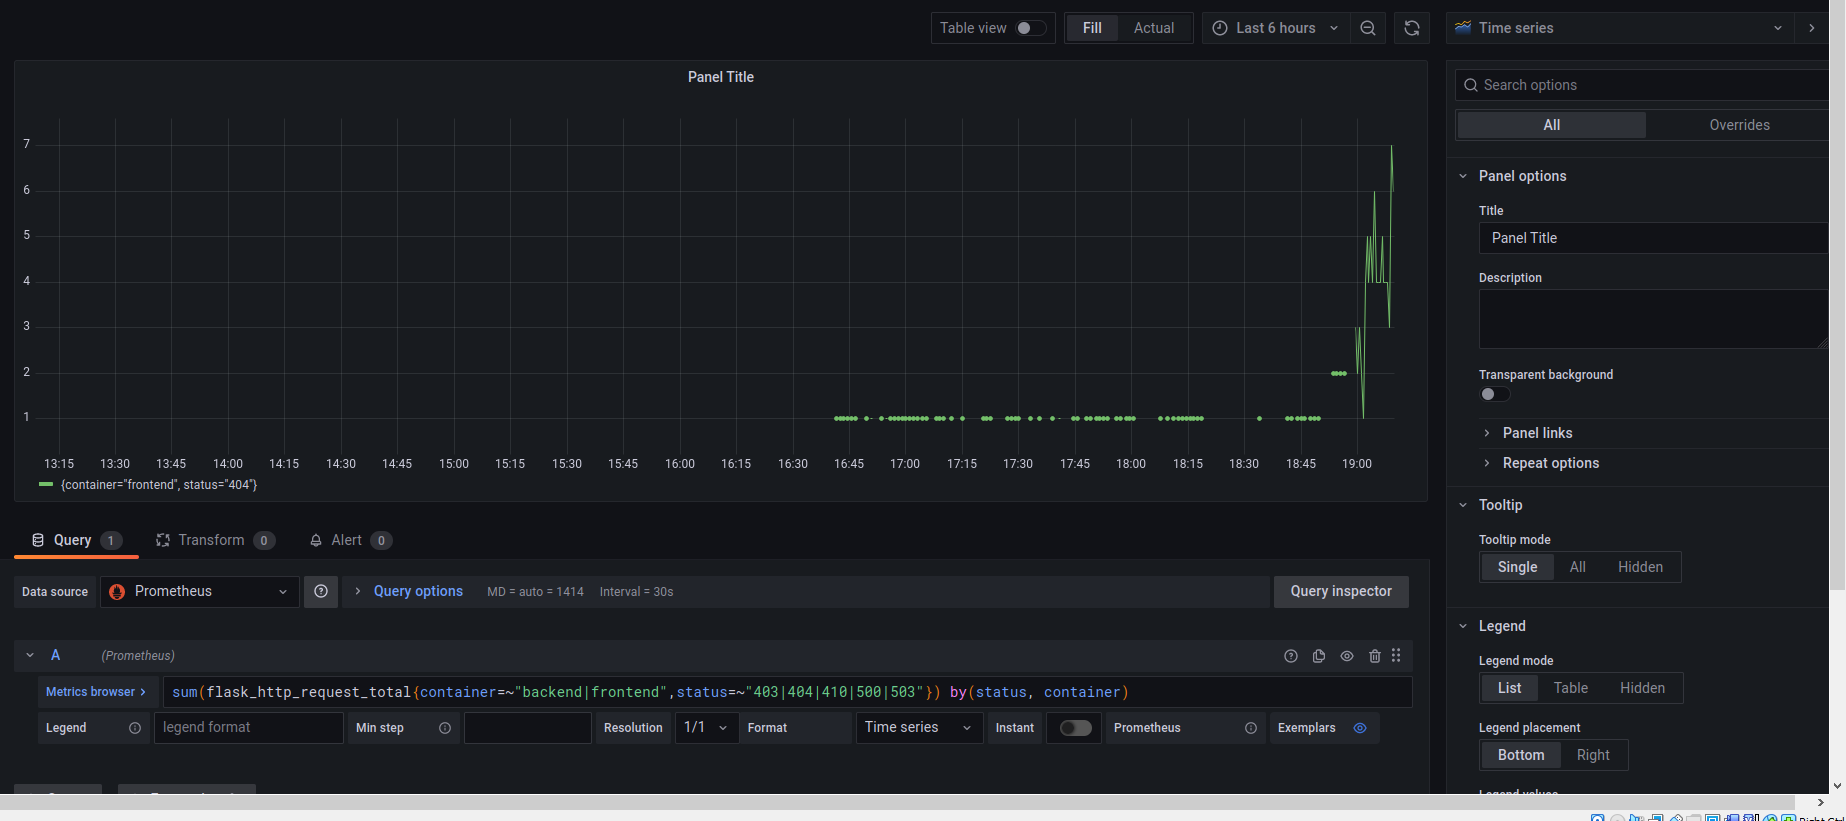 Table view
Fill
Actual
Last 6 hours
Time series
Panel Title
7
6
5
4
3
2
1
13:15 13:30 13:45 14:00 14:15 14:30 14:45 15:00 15:15 15:30 15:45 16:00 16:15 16:30 16:45 17:00 17:15 17:30 17:45 18:00 18:15 18:30 18:45 19:00
{container="frontend", status="404"}
Query 1
Transform 0
Alert 0
Data source
Prometheus
Query options
MD = auto = 1414
Interval = 30s
Query inspector
A
(Prometheus)
Metrics browser >
sum(flask_http_request_total{container=~"backend|frontend",status=~"403|404|410|500|503"}) by(status, container)
Legend
legend format
Min step
Resolution
1/1
Format
Time series
Instant
Prometheus
Exemplars
Search options
All
Overrides
Panel options
Title
Panel Title
Description
Transparent background
Panel links
Repeat options
Tooltip
Tooltip mode
Single
All
Hidden
Legend
Legend mode
List
Table
Hidden
Legend placement
Bottom
Right
Legend values
Right Ctrl